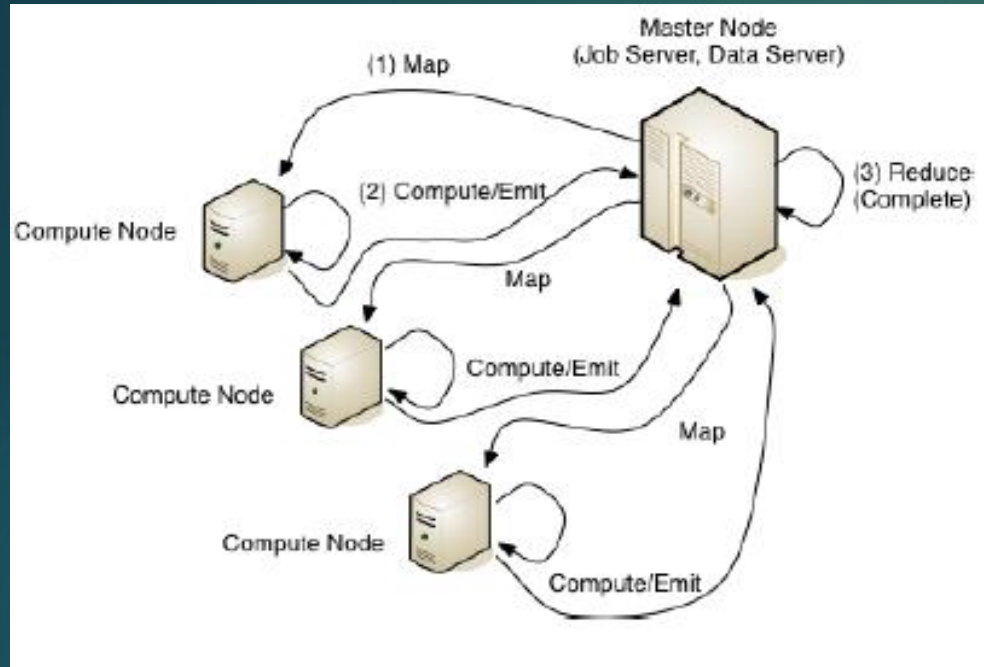 Master Node
(Job Server, Data Server)
(1) Map
(3) Reduce
(Complete)
(2) Compute/Emit
Compute Node
Map
Compute/Emit
Compute Node
Map
Compute Node
Compute/Emit